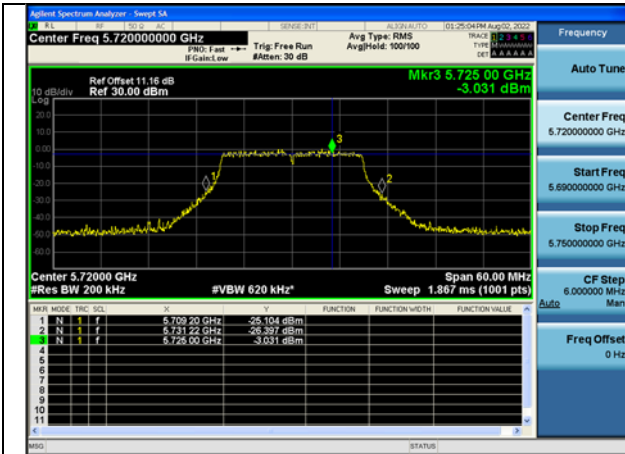 Agilent Spectrum Analyzer - Swept SA
RL RF 50 Ω AC SENSE:INT ALIGN AUTO 01:25:04 PM Aug 02, 2022
Center Freq 5.720000000 GHz
PNO: Fast
IFGain:Low
Trig: Free Run
#Atten: 30 dB
Avg Type: RMS
Avg|Hold: 100/100
TRACE 1 2 3 4 5 6
TYPE
DET A A A A A A
Frequency
Auto Tune
Mkr3 5.725 00 GHz
-3.031 dBm
Ref Offset 11.16 dB
10 dB/div Ref 30.00 dBm
Log
20.0
10.0
0.00
-10.0
-20.0
-30.0
-40.0
-50.0
-60.0
1
2
3
Center Freq
5.720000000 GHz
Start Freq
5.690000000 GHz
Stop Freq
5.750000000 GHz
CF Step
6.000000 MHz
Auto Man
Freq Offset
0 Hz
Center 5.72000 GHz Span 60.00 MHz
#Res BW 200 kHz #VBW 620 kHz* Sweep 1.867 ms (1001 pts)
MKR MODE TRC SCL X Y FUNCTION FUNCTION WIDTH FUNCTION VALUE
1 N 1 f 5.709 20 GHz -25.104 dBm
2 N 1 f 5.731 22 GHz -26.397 dBm
3 N 1 f 5.725 00 GHz -3.031 dBm
4
5
6
7
8
9
10
11
MSG STATUS